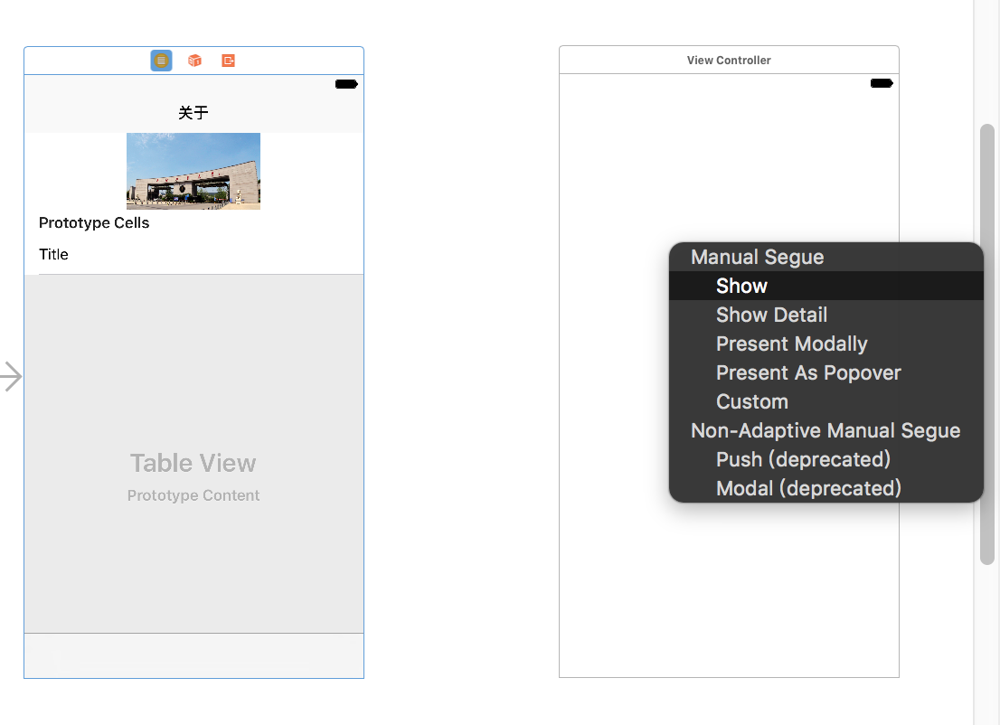 View Controller
关于
Prototype Cells
Title
Table View
Prototype Content
Manual Segue
Show
Show Detail
Present Modally
Present As Popover
Custom
Non-Adaptive Manual Segue
Push (deprecated)
Modal (deprecated)